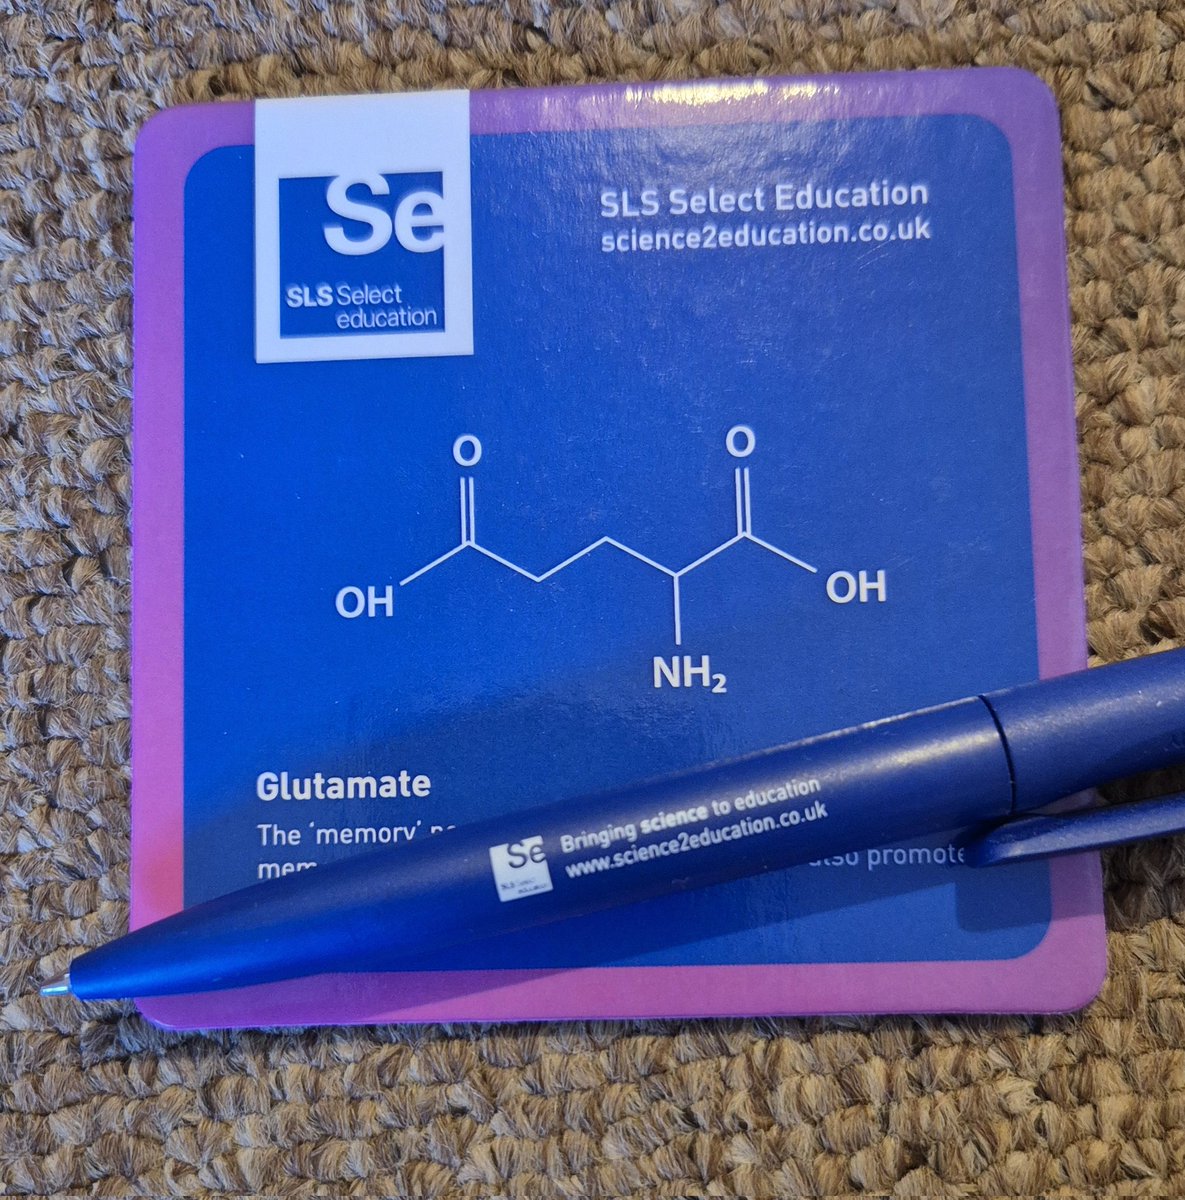 Se
SLS Select
education
SLS Select Education
science2education.co.uk
O
O
OH
OH
NH₂
Glutamate
The 'memory'
also promote
Se
Bringing science to education
www.science2education.co.uk